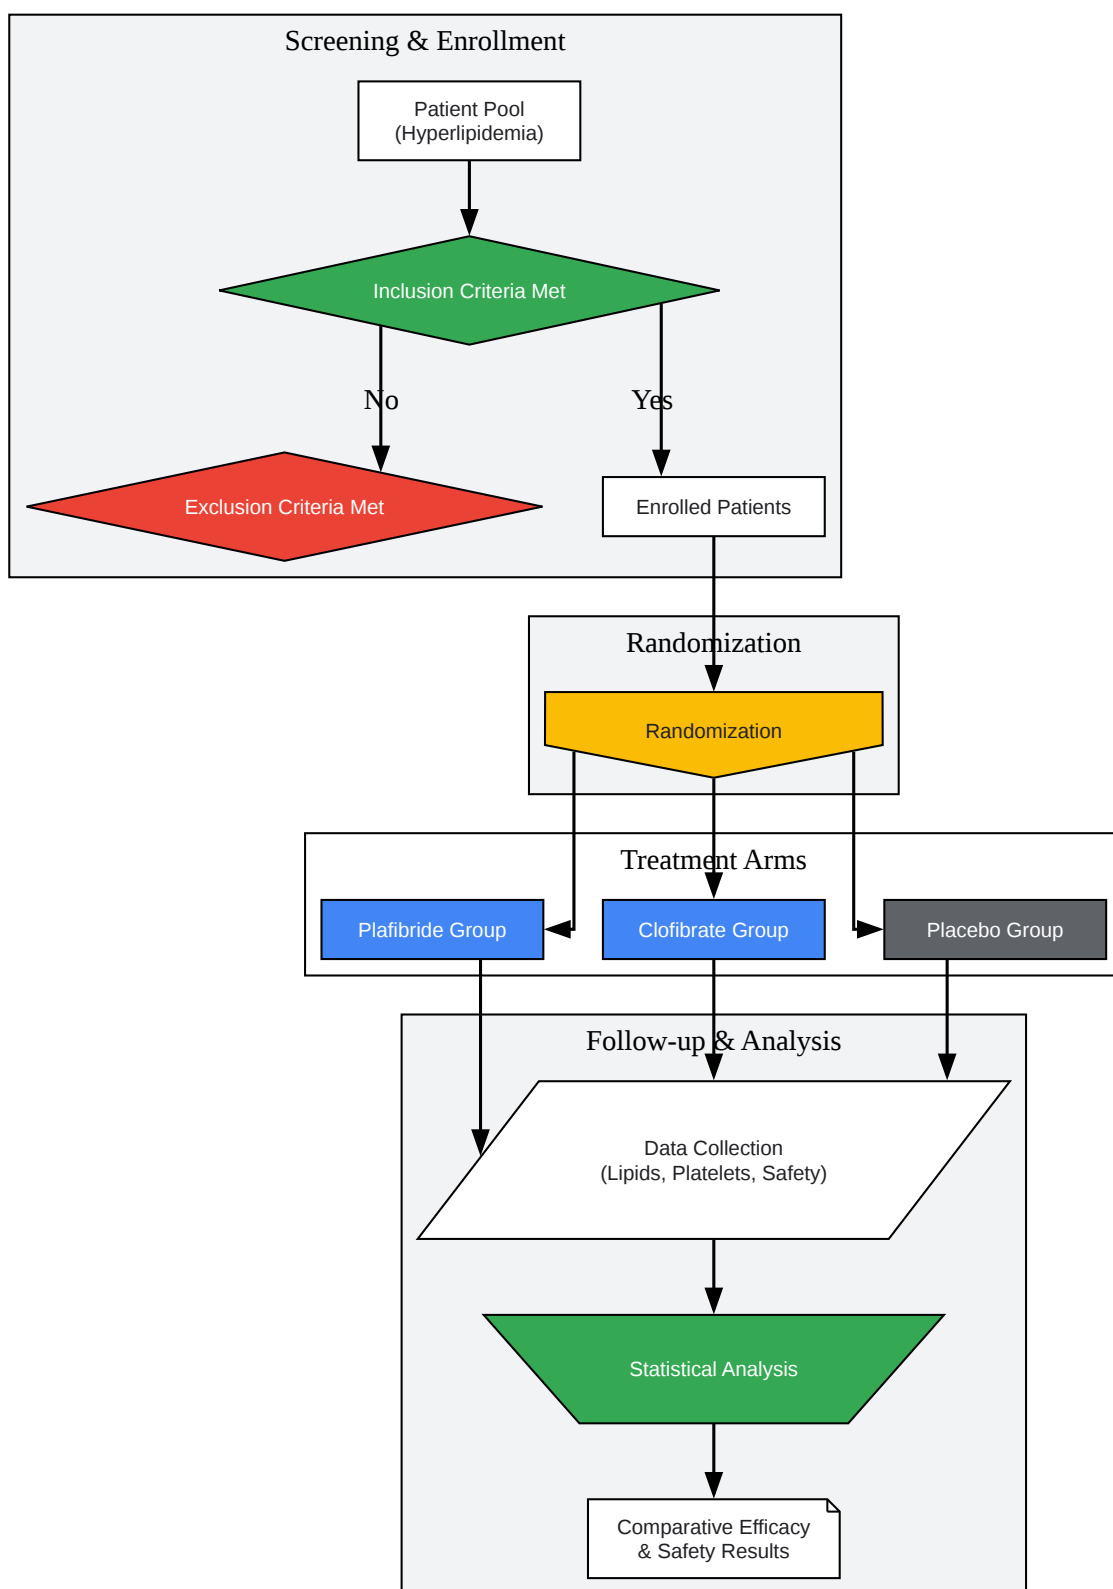 Screening & Enrollment
Patient Pool
(Hyperlipidemia)
Inclusion Criteria Met
No
Yes
Exclusion Criteria Met
Enrolled Patients
Randomization
Randomization
Treatment Arms
Plafibride Group
Clofibrate Group
Placebo Group
Follow-up & Analysis
Data Collection
(Lipids, Platelets, Safety)
Statistical Analysis
Comparative Efficacy
& Safety Results